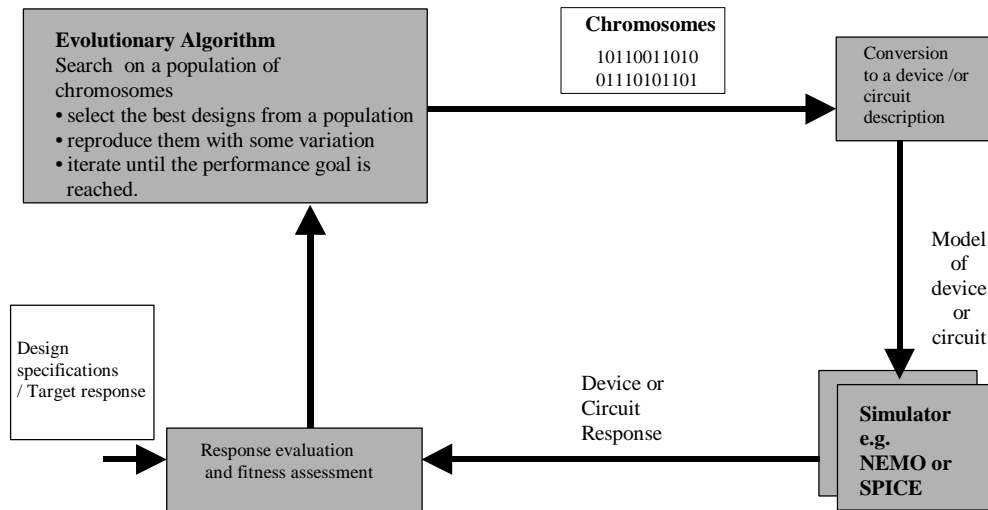 Evolutionary Algorithm
Search on a population of
chromosomes
• select the best designs from a population
• reproduce them with some variation
• iterate until the performance goal is
reached.
Chromosomes
10110011010
01110101101
Conversion
to a device /or
circuit
description
Model
of
device
or
circuit
Design
specifications
/ Target response
Device or
Circuit
Response
Simulator
e.g.
NEMO or
SPICE
Response evaluation
and fitness assessment